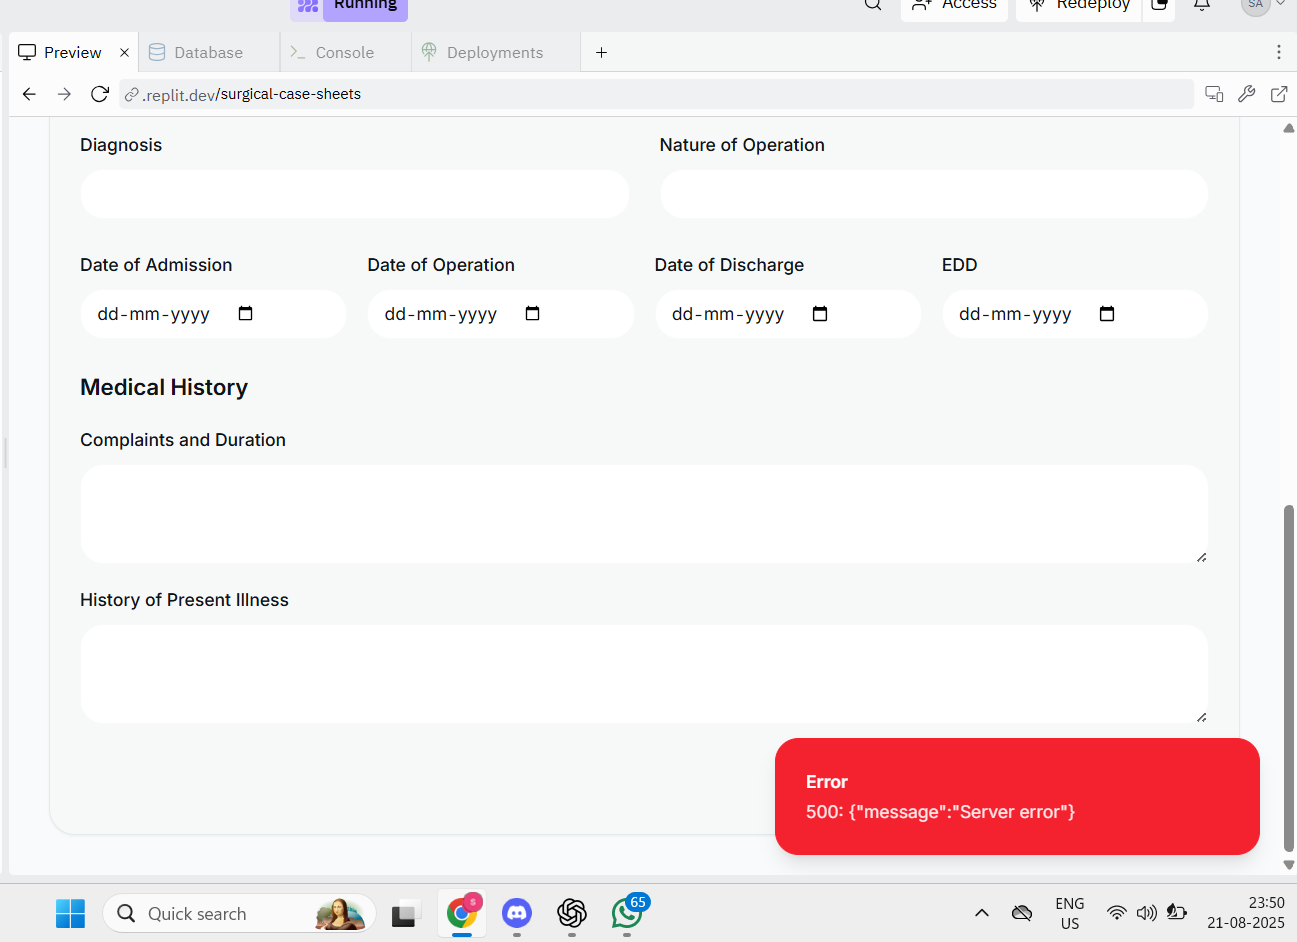 Running
Access
Redeploy
SA
Preview
Database
Console
Deployments
.replit.dev/surgical-case-sheets
Diagnosis
Nature of Operation
Date of Admission
Date of Operation
Date of Discharge
EDD
dd-mm-yyyy
dd-mm-yyyy
dd-mm-yyyy
dd-mm-yyyy
Medical History
Complaints and Duration
History of Present Illness
Error
500: {"message":"Server error"}
Quick search
s
65
ENG
US
23:50
21-08-2025